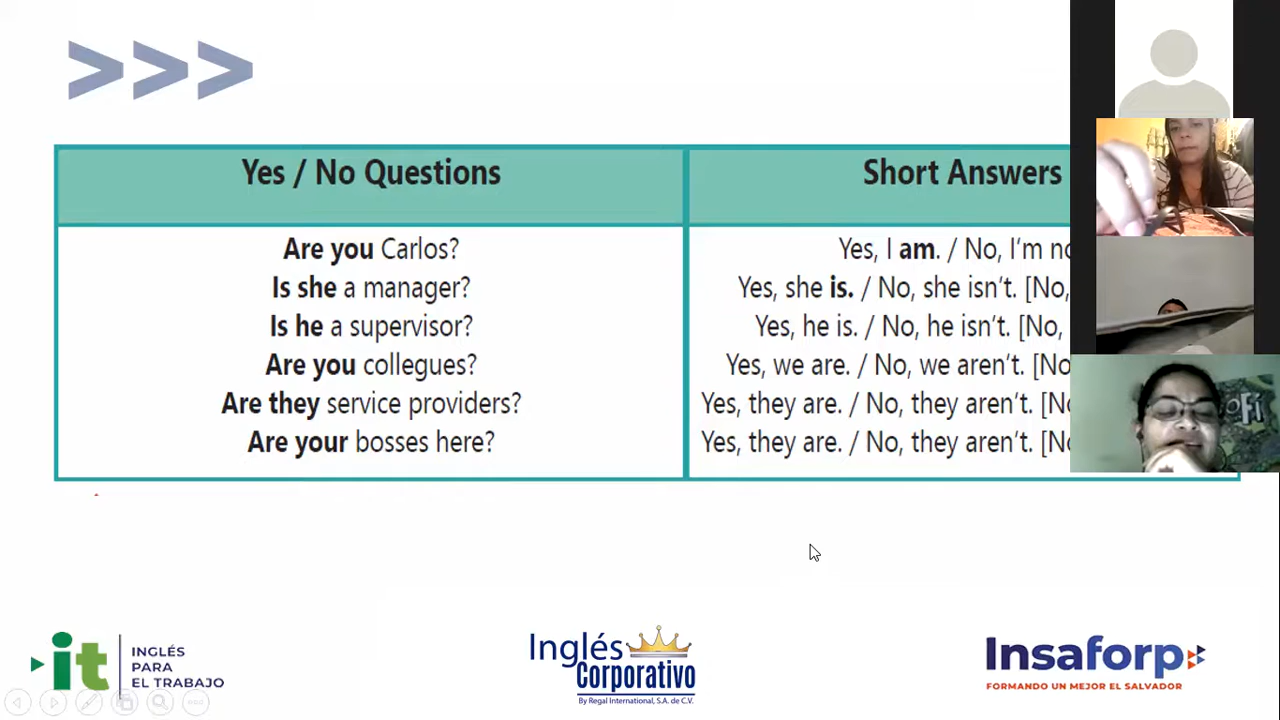 >>>
Yes / No Questions
Short Answers
Are you Carlos?
Yes, I am. / No, I'm
Is she a manager?
Yes, she is. / No, she isn't. [No,
Is he a supervisor?
Yes, he is. / No, he isn't. [No,
Are you collegues?
Yes, we are. / No, we aren't. [No
Are they service providers?
Yes, they are. / No, they aren't. [No
Are your bosses here?
Yes, they are. / No, they aren't. [No
it
INGLÉS
PARA
EL TRABAJO
Inglés
Corporativo
By Regal International, S.A. de C.V.
Insaforp
FORMANDO UN MEJOR EL SALVADOR